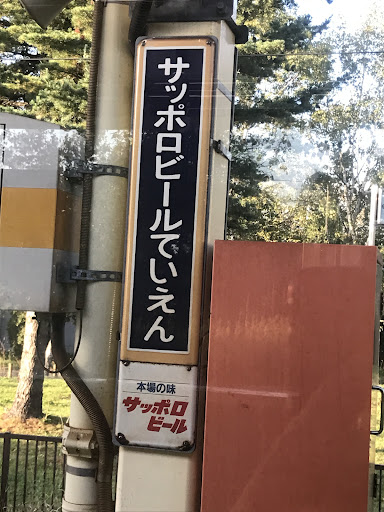 サッポロビールていえん
本場の味
サッポロ
ビール